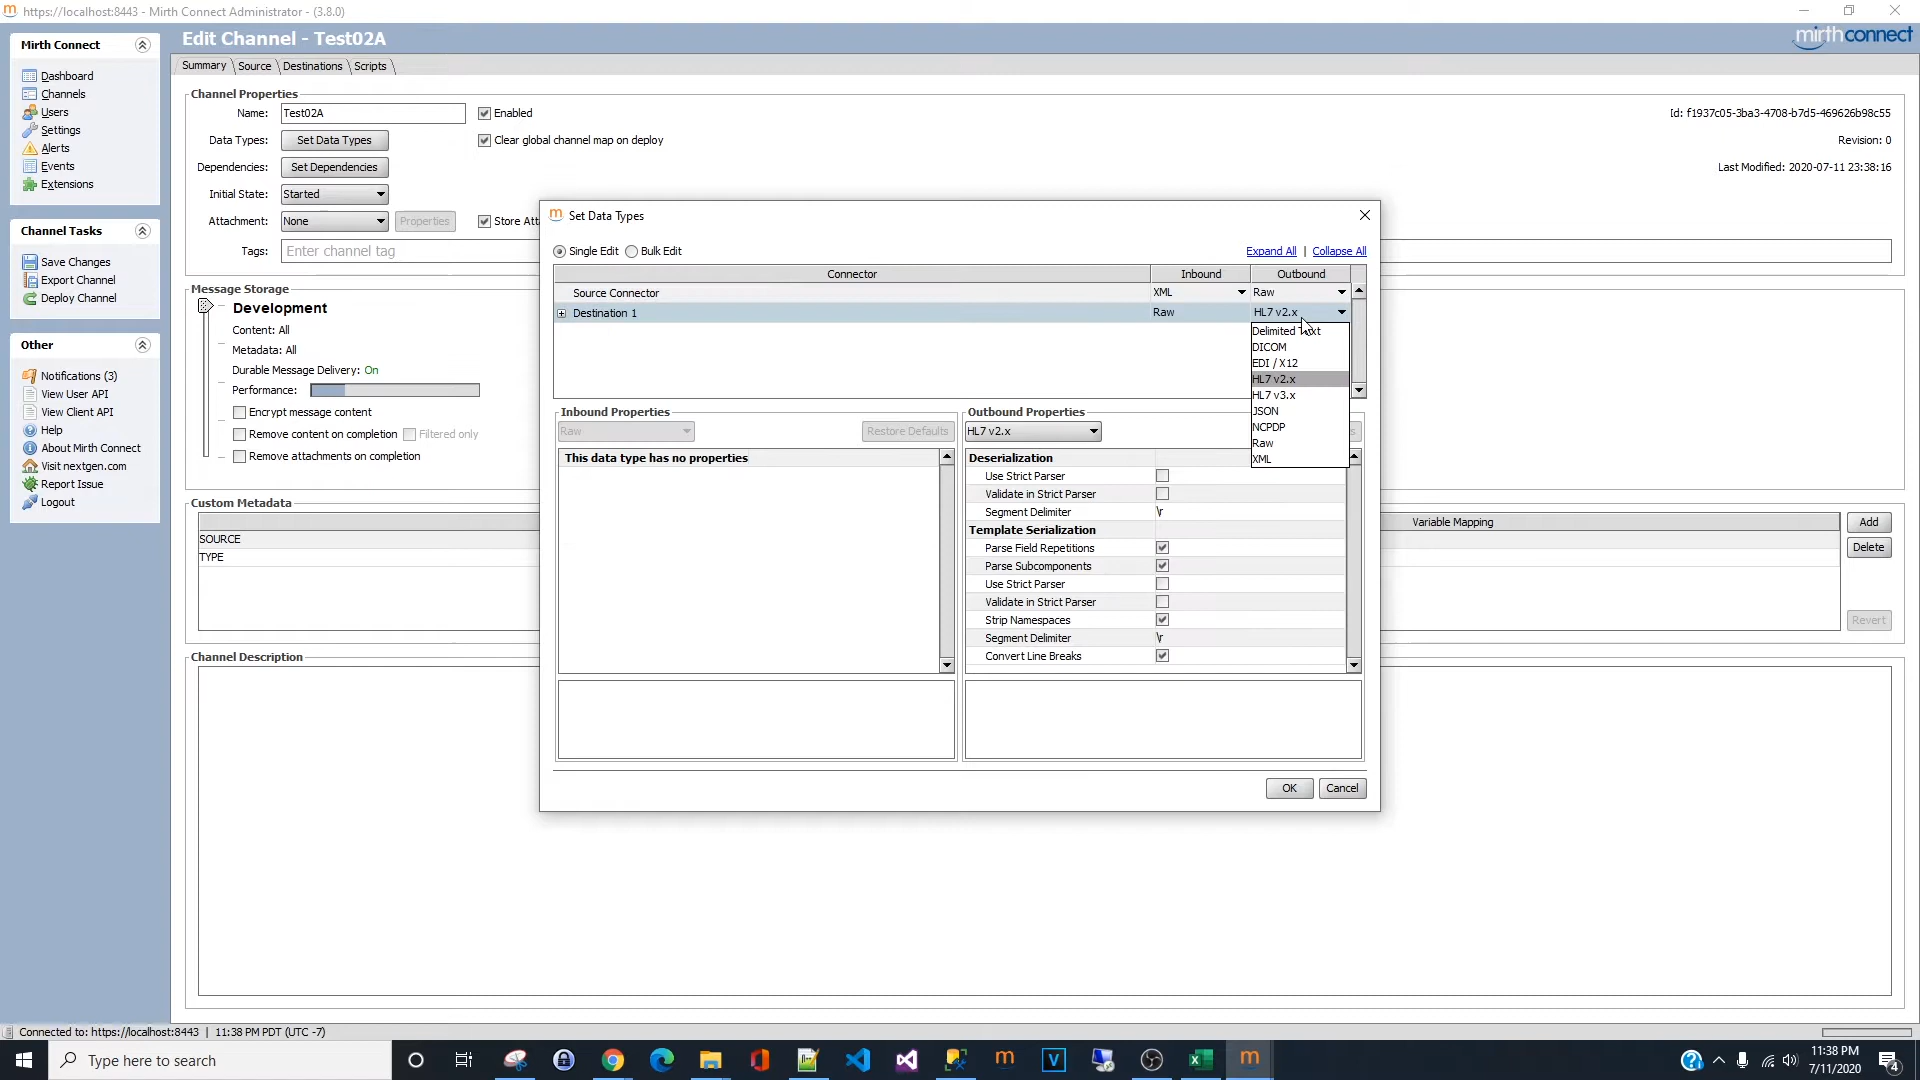 https://localhost:8443 - Mirth Connect Administrator - (3.8.0)
Mirth Connect
Dashboard
Channels
Users
Settings
Alerts
Events
Extensions
Channel Tasks
Save Changes
Export Channel
Deploy Channel
Other
Notifications (3)
View User API
View Client API
Help
About Mirth Connect
Visit nextgen.com
Report Issue
Logout
Edit Channel - Test02A
mirthconnect
Summary Source Destinations Scripts
Channel Properties
Name: Test02A Enabled
Id: f1937c05-3ba3-4708-b7d5-469626b98c55
Data Types: Set Data Types Clear global channel map on deploy
Revision: 0
Dependencies: Set Dependencies
Last Modified: 2020-07-11 23:38:16
Initial State: Started
Attachment: None Properties Store Att
Tags: Enter channel tag
Message Storage
Development
Content: All
Metadata: All
Durable Message Delivery: On
Performance:
Encrypt message content
Remove content on completion Filtered only
Remove attachments on completion
Custom Metadata
Variable Mapping
SOURCE
TYPE
Add
Delete
Revert
Channel Description
Set Data Types
Single Edit Bulk Edit
Expand All | Collapse All
Connector Inbound Outbound
Source Connector XML Raw
Destination 1 Raw HL7 v2.x
Delimited
DICOM
EDI / X12
HL7 v2.x
HL7 v3.x
JSON
NCPDP
Raw
XML
Inbound Properties
Raw Restore Defaults
This data type has no properties
Outbound Properties
HL7 v2.x
Deserialization
Use Strict Parser
Validate in Strict Parser
Segment Delimiter \r
Template Serialization
Parse Field Repetitions
Parse Subcomponents
Use Strict Parser
Validate in Strict Parser
Strip Namespaces
Segment Delimiter \r
Convert Line Breaks
OK Cancel
Connected to: https://localhost:8443 | 11:38 PM PDT (UTC -7)
Type here to search
11:38 PM
7/11/2020
4